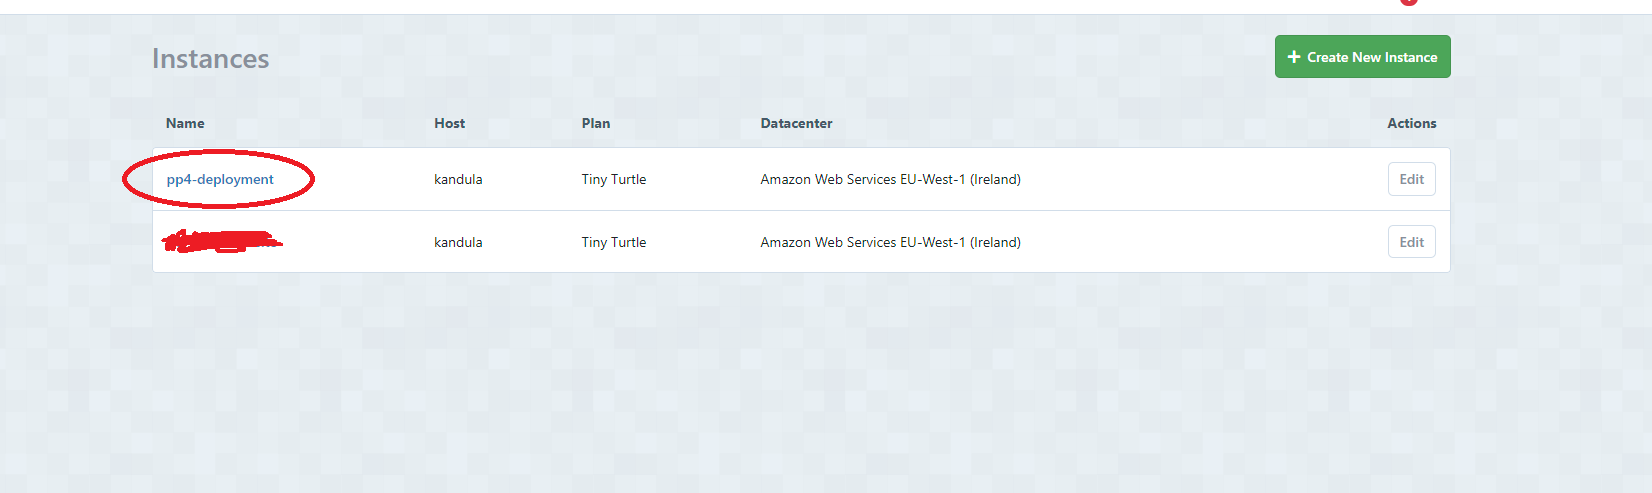 Instances
+ Create New Instance
Name Host Plan Datacenter Actions
pp4-deployment kandula Tiny Turtle Amazon Web Services EU-West-1 (Ireland) Edit
kandula Tiny Turtle Amazon Web Services EU-West-1 (Ireland) Edit